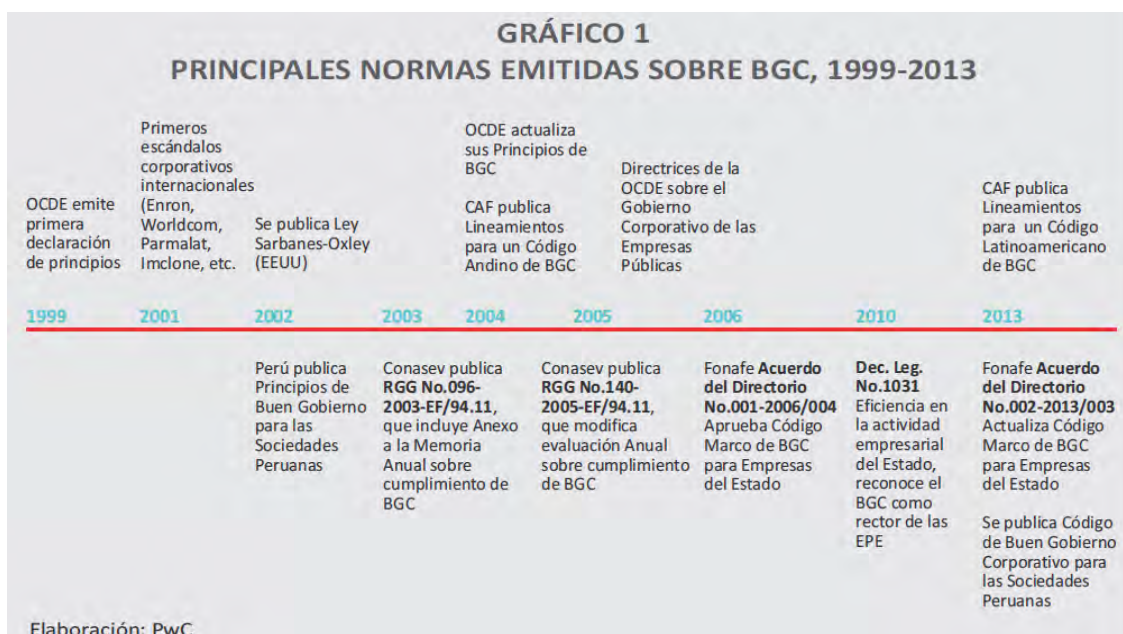 GRÁFICO 1
PRINCIPALES NORMAS EMITIDAS SOBRE BGC, 1999-2013
OCDE emite
primera
declaración
de principios
Primeros
escándalos
corporativos
internacionales
(Enron,
Worldcom,
Parmalat,
Imclone, etc.
Se publica Ley
Sarbanes-Oxley
(EEUU)
OCDE actualiza
sus Principios de
BGC
CAF publica
Lineamientos
para un Código
Andino de BGC
Directrices de la
OCDE sobre el
Gobierno
Corporativo de las
Empresas
Públicas
CAF publica
Lineamientos
para un Código
Latinoamericano
de BGC
1999 2001 2002 2003 2004 2005 2006 2010 2013
Perú publica
Principios de
Buen Gobierno
para las
Sociedades
Peruanas
Conasev publica
RGG No.096-
2003-EF/94.11,
que incluye Anexo
a la Memoria
Anual sobre
cumplimiento de
BGC
Conasev publica
RGG No.140-
2005-EF/94.11,
que modifica
evaluación Anual
sobre cumplimiento
de BGC
Fonafe Acuerdo
del Directorio
No.001-2006/004
Aprueba Código
Marco de BGC
para Empresas
del Estado
Dec. Leg.
No.1031
Eficiencia en
la actividad
empresarial
del Estado,
reconoce el
BGC como
rector de las
EPE
Fonafe Acuerdo
del Directorio
No.002-2013/003
Actualiza Código
Marco de BGC
para Empresas
del Estado
Se publica Código
de Buen Gobierno
Corporativo para
las Sociedades
Peruanas
Elaboración: PwC